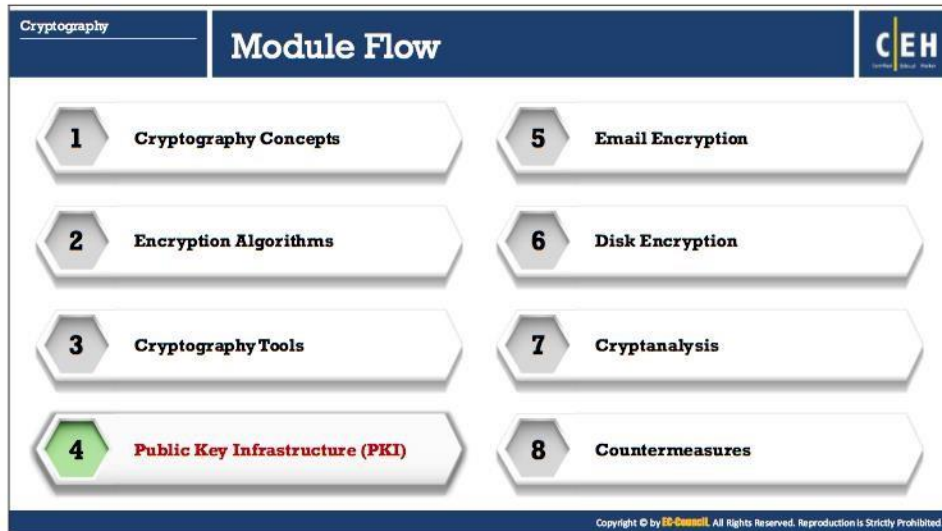 Cryptography
Module Flow
CEH
1 Cryptography Concepts
2 Encryption Algorithms
3 Cryptography Tools
4 Public Key Infrastructure (PKI)
5 Email Encryption
6 Disk Encryption
7 Cryptanalysis
8 Countermeasures
Copyright © by EC-Council. All Rights Reserved. Reproduction is Strictly Prohibited